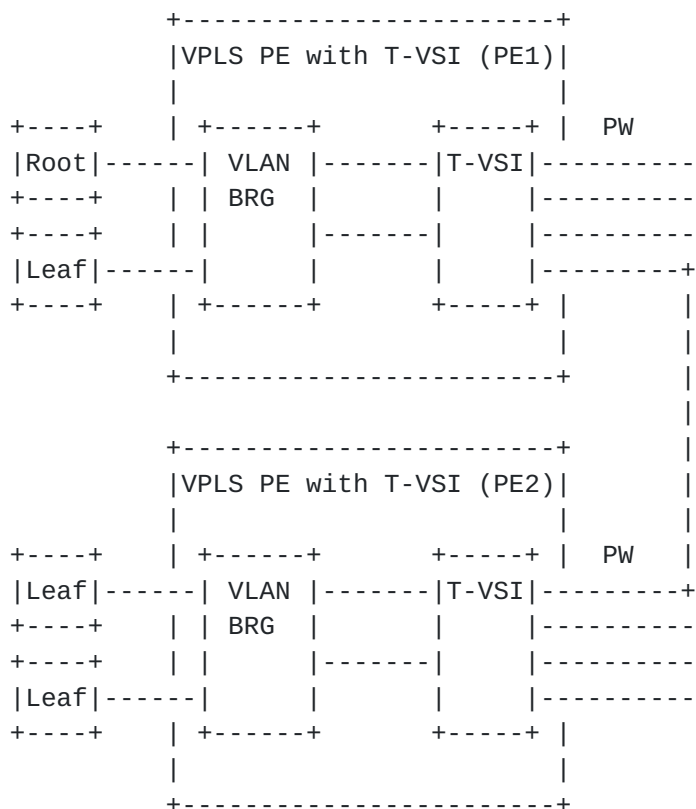 VPLS PE with T-VSI (PE1)
PW
Root VLAN T-VSI
BRG
Leaf
VPLS PE with T-VSI (PE2)
PW
Leaf VLAN T-VSI
BRG
Leaf